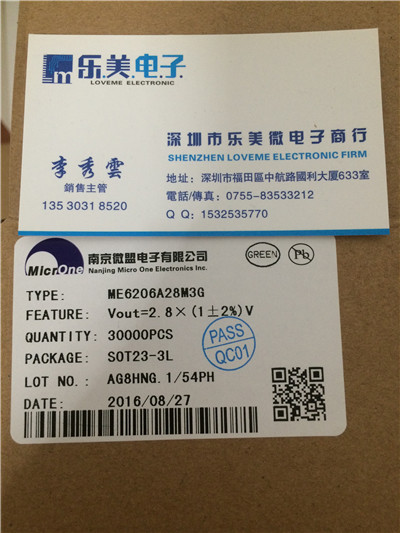 乐.美.电.子
LOVEME ELECTRONIC
深圳市乐美微电子商行
SHENZHEN LOVEME ELECTRONIC FIRM
李秀雲
銷售主管
135 3031 8520
地址：深圳市福田區中航路國利大厦633室
電話/傳真：0755-83533212
Q Q：1532535770
MicrOne
南京微盟电子有限公司
Nanjing Micro One Electronics Inc.
GREEN
Pb
TYPE: ME6206A28M3G
FEATURE: Vout=2.8×(1±2%)V
QUANTITY: 30000PCS
PACKAGE: SOT23-3L
LOT NO.: AG8HNG.1/54PH
DATE: 2016/08/27
PASS
QC01